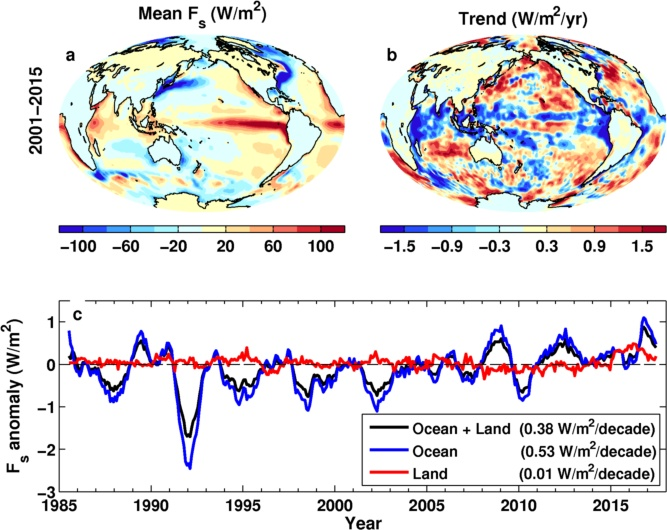 Mean Fs (W/m²)
Trend (W/m²/yr)
a
b
2001–2015
−100 −60 −20 20 60 100
−1.5 −0.9 −0.3 0.3 0.9 1.5
c
Fs anomaly (W/m²)
1
0
−1
−2
−3
Ocean + Land (0.38 W/m²/decade)
Ocean (0.53 W/m²/decade)
Land (0.01 W/m²/decade)
1985 1990 1995 2000 2005 2010 2015
Year